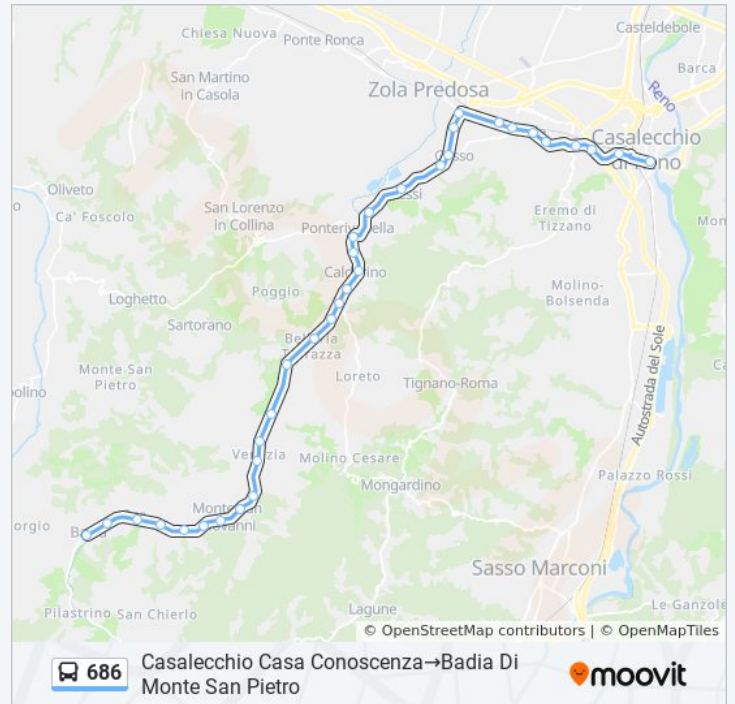 Casteldebole
Chiesa Nuova
Ponte Ronca
Barca
San Martino
in Casola
Zola Predosa
Reno
Casalecchio
di Reno
Oliveto
Ca' Foscolo
San Lorenzo
in Collina
Eremo di
Tizzano
Loghetto
Poggio
Molino-
Bolsenda
Sartorano
Monte San
Pietro
Loreto
Tignano-Roma
Autostrada del Sole
Molino Cesare
Palazzo Rossi
Mongardino
Sasso Marconi
Pilastrino San Chierlo
Lagune
Le Ganzole
© OpenStreetMap contributors | © OpenMapTiles
686
Casalecchio Casa Conoscenza→Badia Di
Monte San Pietro
moovit